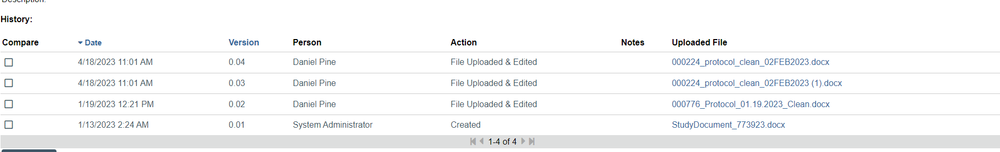 Description:
History:
Compare Date Version Person Action Notes Uploaded File
4/18/2023 11:01 AM 0.04 Daniel Pine File Uploaded & Edited 000224_protocol_clean_02FEB2023.docx
4/18/2023 11:01 AM 0.03 Daniel Pine File Uploaded & Edited 000224_protocol_clean_02FEB2023 (1).docx
1/19/2023 12:21 PM 0.02 Daniel Pine File Uploaded & Edited 000776_Protocol_01.19.2023_Clean.docx
1/13/2023 2:24 AM 0.01 System Administrator Created StudyDocument_773923.docx
1-4 of 4